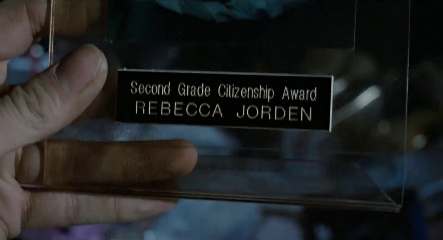 Second Grade Citizenship Award
REBECCA JORDEN